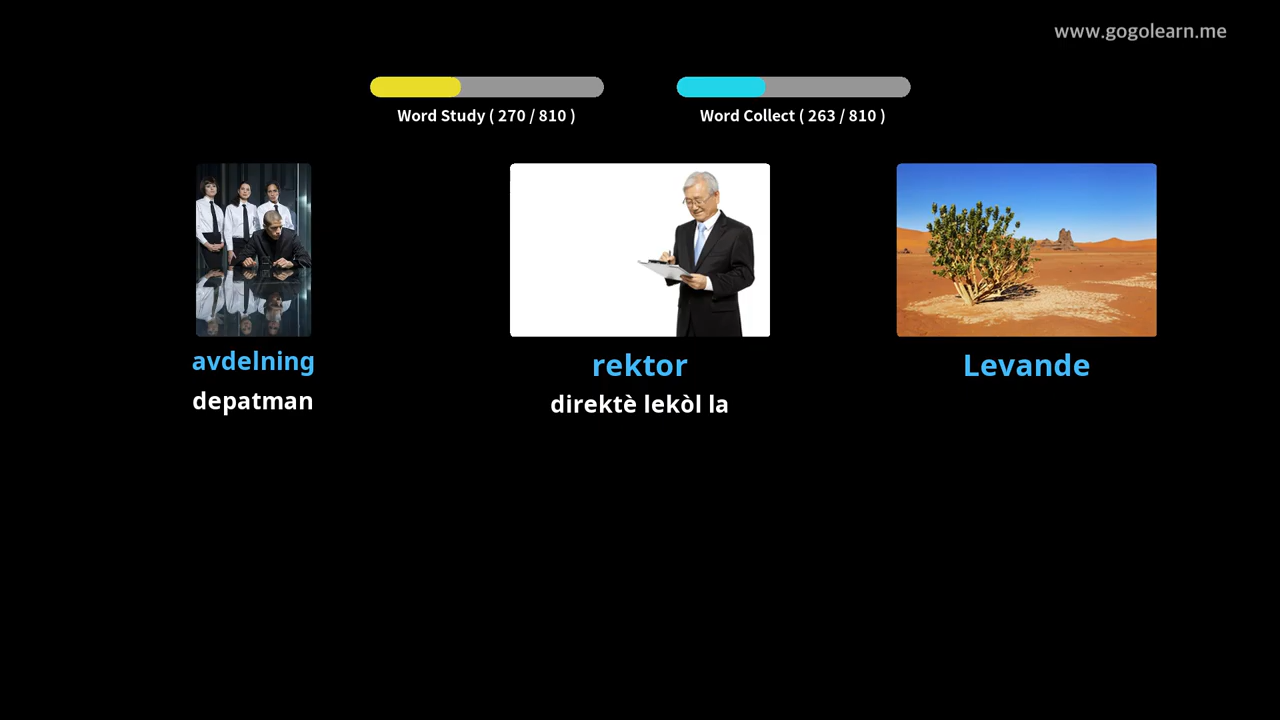 www.gogolearn.me
Word Study ( 270 / 810 )
Word Collect ( 263 / 810 )
avdelning
depatman
rektor
direktè lekòl la
Levande